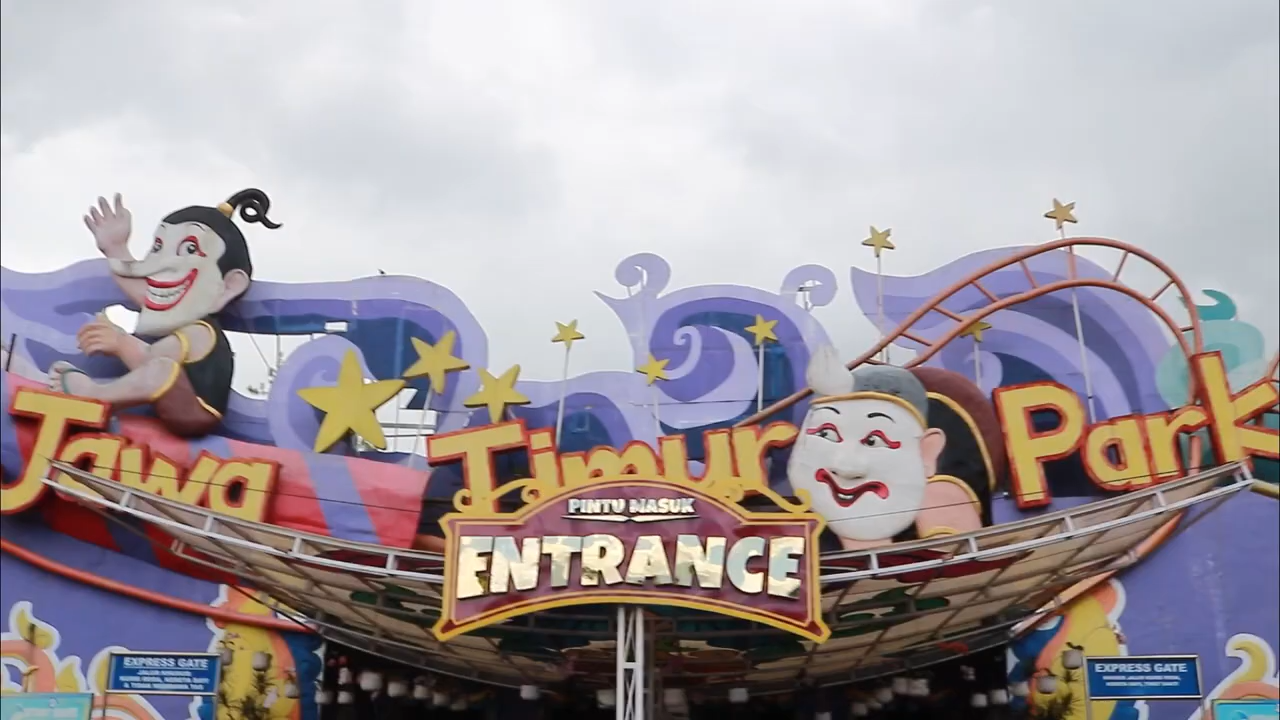 Jawa Timur Park
PINTU MASUK
ENTRANCE
EXPRESS GATE
EXPRESS GATE